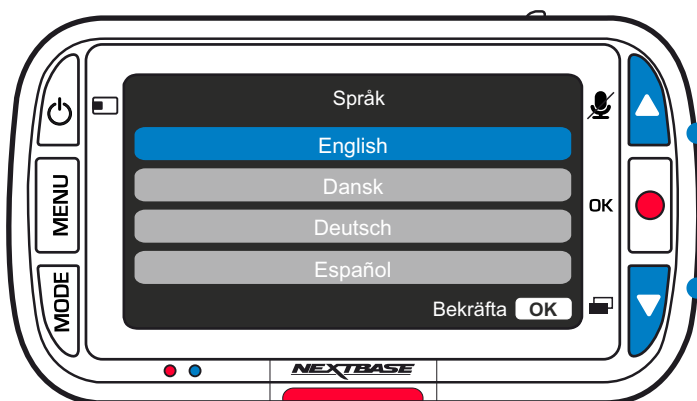 Språk
English
Dansk
Deutsch
Español
Bekräfta OK
MENU
MODE
OK
NEXTBASE